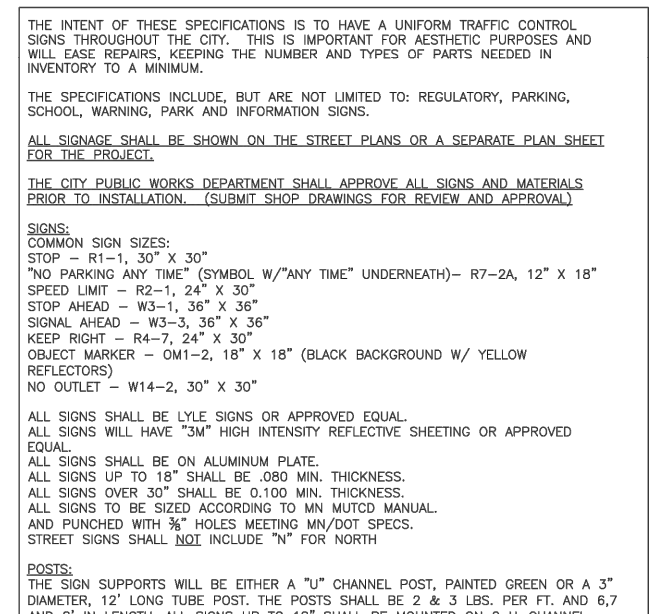 THE INTENT OF THESE SPECIFICATIONS IS TO HAVE A UNIFORM TRAFFIC CONTROL
SIGNS THROUGHOUT THE CITY. THIS IS IMPORTANT FOR AESTHETIC PURPOSES AND
WILL EASE REPAIRS, KEEPING THE NUMBER AND TYPES OF PARTS NEEDED IN
INVENTORY TO A MINIMUM.
THE SPECIFICATIONS INCLUDE, BUT ARE NOT LIMITED TO: REGULATORY, PARKING,
SCHOOL, WARNING, PARK AND INFORMATION SIGNS.
ALL SIGNAGE SHALL BE SHOWN ON THE STREET PLANS OR A SEPARATE PLAN SHEET
FOR THE PROJECT.
THE CITY PUBLIC WORKS DEPARTMENT SHALL APPROVE ALL SIGNS AND MATERIALS
PRIOR TO INSTALLATION. (SUBMIT SHOP DRAWINGS FOR REVIEW AND APPROVAL)
SIGNS:
COMMON SIGN SIZES:
STOP – R1–1, 30" X 30"
"NO PARKING ANY TIME" (SYMBOL W/"ANY TIME" UNDERNEATH)– R7–2A, 12" X 18"
SPEED LIMIT – R2–1, 24" X 30"
STOP AHEAD – W3–1, 36" X 36"
SIGNAL AHEAD – W3–3, 36" X 36"
KEEP RIGHT – R4–7, 24" X 30"
OBJECT MARKER – OM1–2, 18" X 18" (BLACK BACKGROUND W/ YELLOW
REFLECTORS)
NO OUTLET – W14–2, 30" X 30"
ALL SIGNS SHALL BE LYLE SIGNS OR APPROVED EQUAL.
ALL SIGNS WILL HAVE "3M" HIGH INTENSITY REFLECTIVE SHEETING OR APPROVED
EQUAL.
ALL SIGNS SHALL BE ON ALUMINUM PLATE.
ALL SIGNS UP TO 18" SHALL BE .080 MIN. THICKNESS.
ALL SIGNS OVER 30" SHALL BE 0.100 MIN. THICKNESS.
ALL SIGNS TO BE SIZED ACCORDING TO MN MUTCD MANUAL.
AND PUNCHED WITH ⅜" HOLES MEETING MN/DOT SPECS.
STREET SIGNS SHALL NOT INCLUDE "N" FOR NORTH
POSTS:
THE SIGN SUPPORTS WILL BE EITHER A "U" CHANNEL POST, PAINTED GREEN OR A 3"
DIAMETER, 12' LONG TUBE POST. THE POSTS SHALL BE 2 & 3 LBS. PER FT. AND 6,7